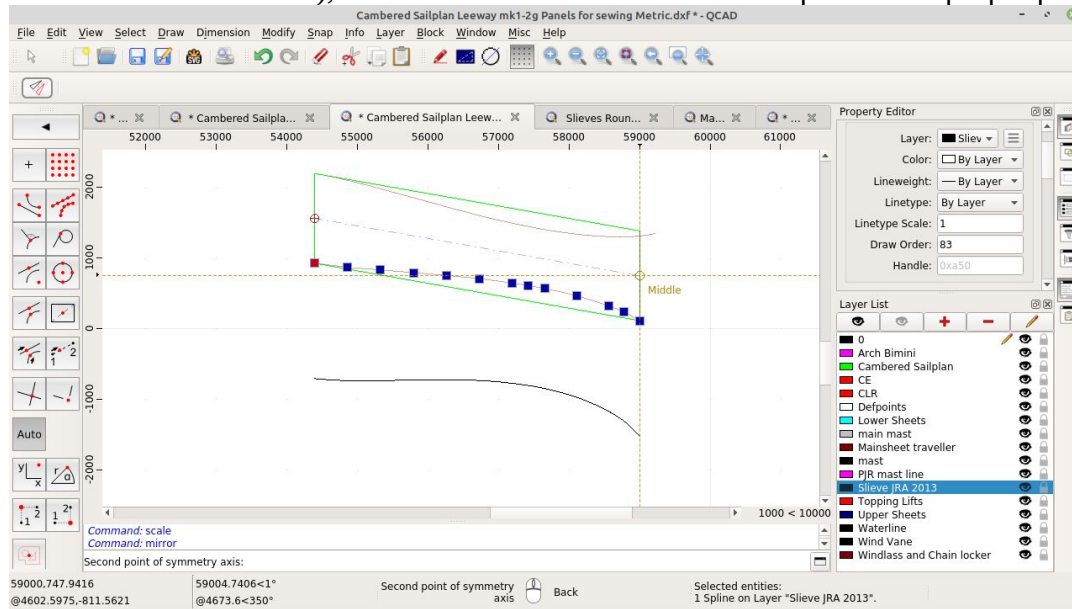 Cambered Sailplan Leeway mk1-2g Panels for sewing Metric.dxf * - QCAD
File Edit View Select Draw Dimension Modify Snap Info Layer Block Window Misc Help
* ... * Cambered Sailpla... * Cambered Sailplan Leew... Slieves Roun... Ma... * ...
Property Editor
52000 53000 54000 55000 56000 57000 58000 59000 60000 61000
Layer: Sliev
Color: By Layer
Lineweight: By Layer
Linetype: By Layer
Linetype Scale: 1
Draw Order: 83
Handle: 0xa50
2000
1000
0
-1000
-2000
Middle
Layer List
0
Arch Bimini
Cambered Sailplan
CE
CLR
Defpoints
Lower Sheets
main mast
Mainsheet traveller
mast
PJR mast line
Slieve JRA 2013
Topping Lifts
Upper Sheets
Waterline
Wind Vane
Windlass and Chain locker
Auto
1000 < 10000
Command: scale
Command: mirror
Second point of symmetry axis:
59000,747.9416
@4602.5975,-811.5621
59004.7406<1°
@4673.6<350°
Second point of symmetry
axis
Back
Selected entities:
1 Spline on Layer "Slieve JRA 2013".